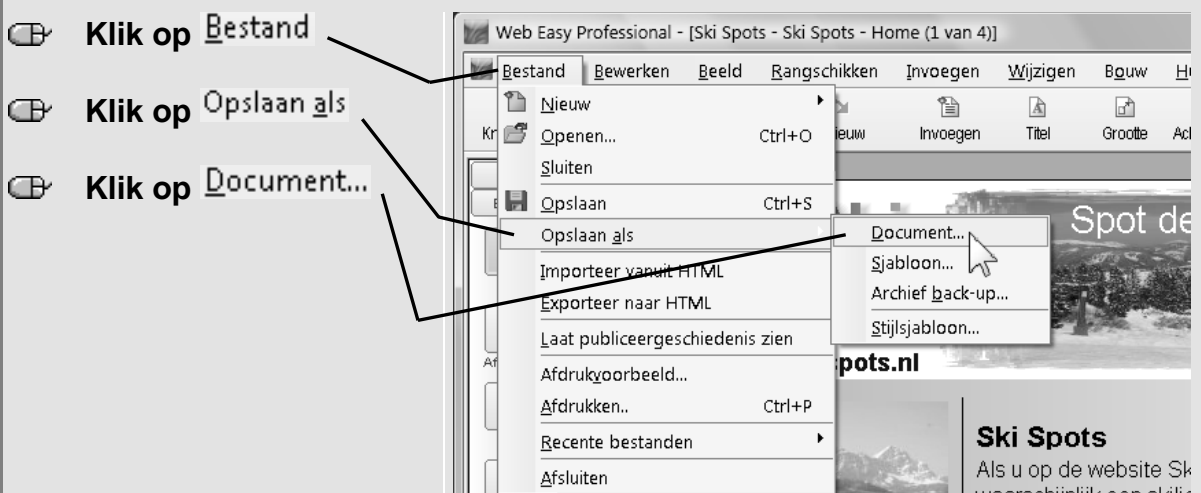 Klik op Bestand
Klik op Opslaan als
Klik op Document...
Web Easy Professional - [Ski Spots - Ski Spots - Home (1 van 4)]
Bestand Bewerken Beeld Rangschikken Invoegen Wijzigen Bouw
Invoegen Titel Grootte
Nieuw
Openen... Ctrl+O
Sluiten
Opslaan Ctrl+S
Opslaan als
Importeer vanuit HTML
Exporteer naar HTML
Laat publiceergeschiedenis zien
Afdrukvoorbeeld...
Afdrukken.. Ctrl+P
Recente bestanden
Afsluiten
Document...
Sjabloon...
Archief back-up...
Stijlsjabloon...
Spot de
pots.nl
Ski Spots
Als u op de website Sk